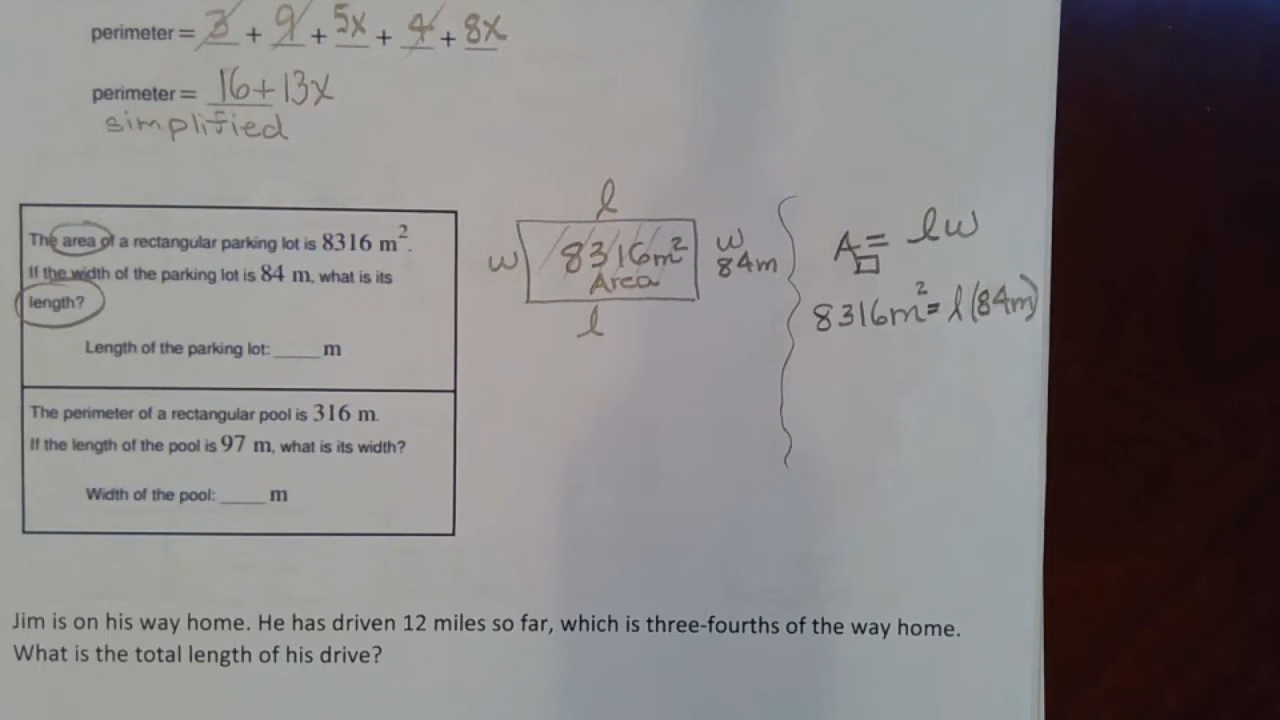 perimeter = 3 + 9 + 5x + 4 + 8x
perimeter = 16 + 13x
simplified
The area of a rectangular parking lot is 8316 m².
If the width of the parking lot is 84 m, what is its
length?
Length of the parking lot: ____ m
The perimeter of a rectangular pool is 316 m.
If the length of the pool is 97 m, what is its width?
Width of the pool: ____ m
l
w 8316m² w
Area 84m
l
A▭ = lw
8316m² = l(84m)
Jim is on his way home. He has driven 12 miles so far, which is three-fourths of the way home.
What is the total length of his drive?